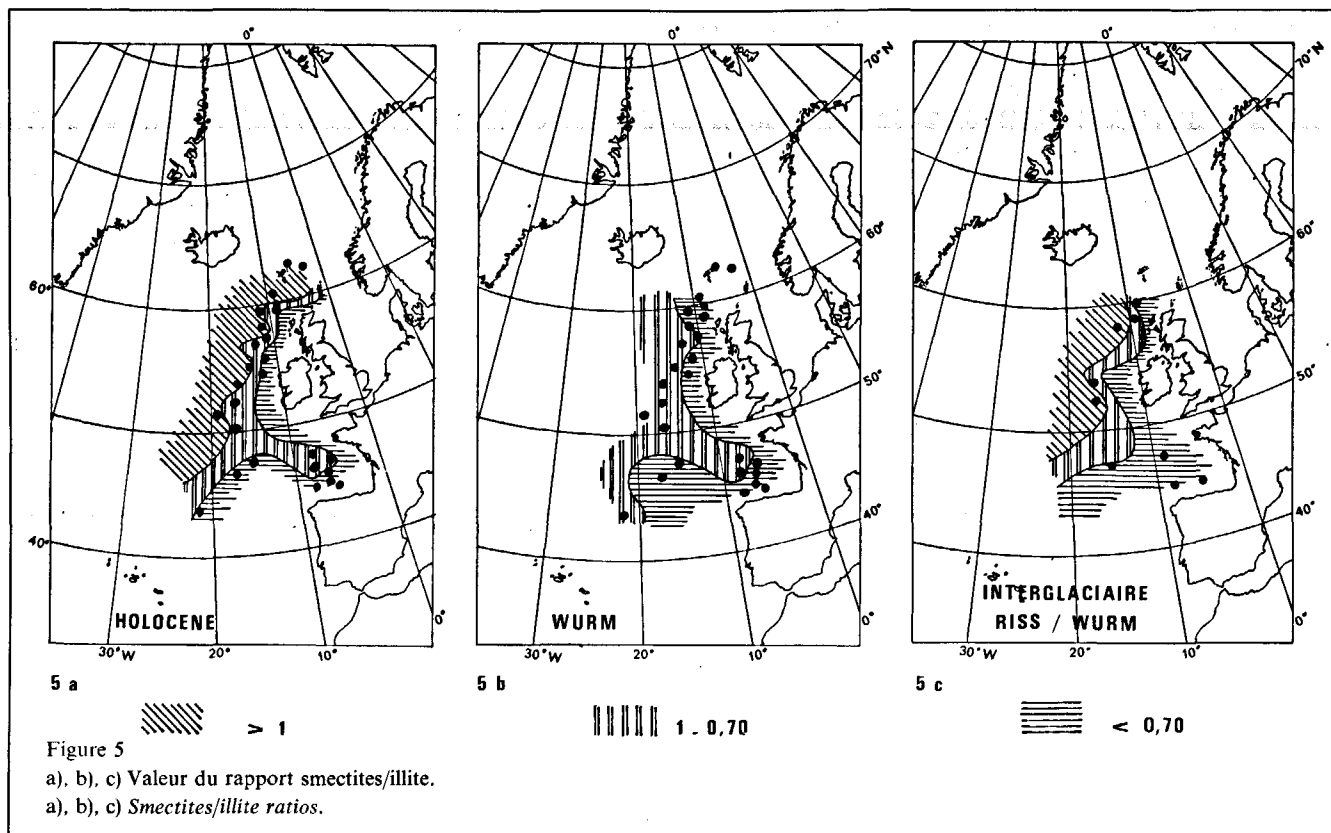 0°
0°
0°
70°N
70°N
60°
60°
60°
50°
50°
40°
40°
40°
0°
0°
0°
HOLOCENE
WURM
INTERGLACIAIRE
RISS / WURM
30°W 20° 10°
30°W 20° 10°
30°W 20° 10°
5 a
5 b
5 c
> 1
1 - 0,70
< 0,70
Figure 5
a), b), c) Valeur du rapport smectites/illite.
a), b), c) Smectites/illite ratios.